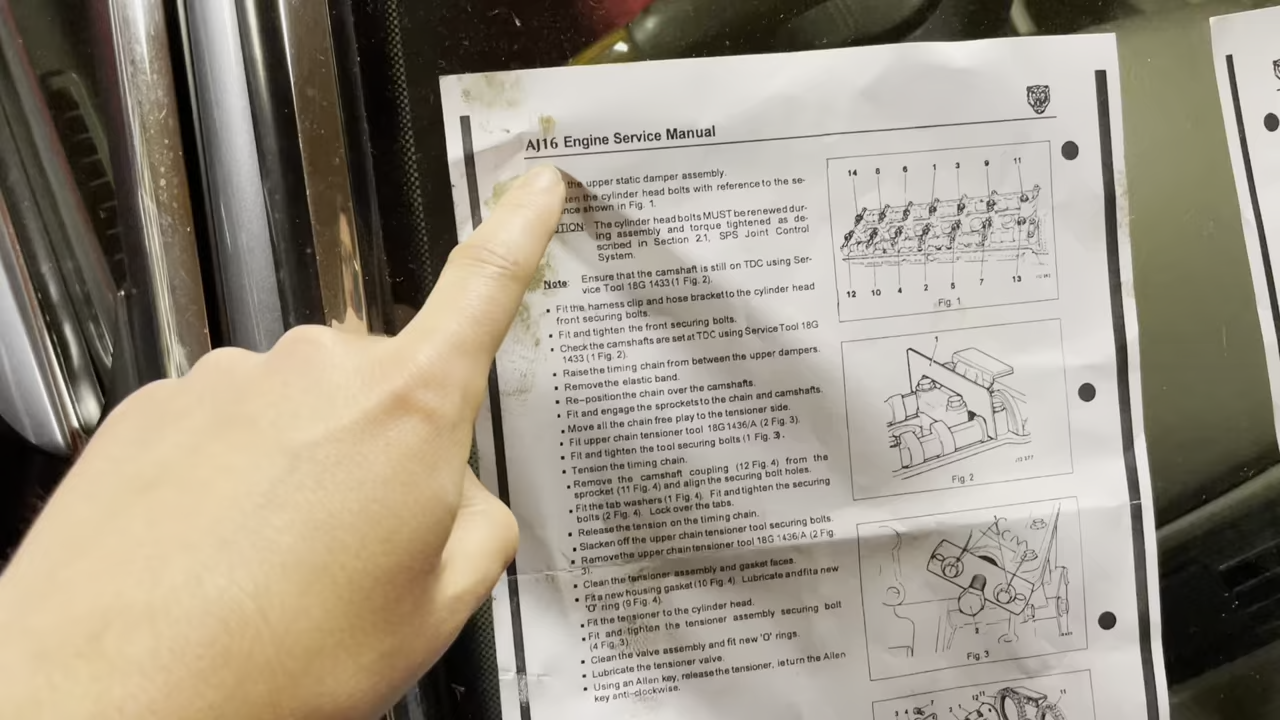 AJ16 Engine Service Manual
the upper static damper assembly.
the cylinder head bolts with reference to the se-
shown in Fig. 1.
The cylinder head bolts MUST be renewed dur-
ing assembly and torque tightened as de-
scribed in Section 2.1, SPS Joint Control
System.
Note: Ensure that the camshaft is still on TDC using Ser-
vice Tool 18G 1433 (1 Fig. 2).
• Fit the harness clip and hose bracket to the cylinder head
front securing bolts.
• Fit and tighten the front securing bolts.
• Check the camshafts are set at TDC using Service Tool 18G
1433 (1 Fig. 2).
• Raise the timing chain from between the upper dampers.
• Remove the elastic band.
• Re-position the chain over the camshafts.
• Fit and engage the sprockets to the chain and camshafts.
• Move all the chain free play to the tensioner side.
• Fit upper chain tensioner tool 18G 1436/A (2 Fig. 3).
• Fit and tighten the tool securing bolts (1 Fig. 3).
• Tension the timing chain.
• Remove the camshaft coupling (12 Fig. 4) from the
sprocket (11 Fig. 4) and align the securing bolt holes.
• Fit the tab washers (1 Fig. 4). Fit and tighten the securing
bolts (2 Fig. 4). Lock over the tabs.
• Release the tension on the timing chain.
• Slacken off the upper chain tensioner tool securing bolts.
• Remove the upper chain tensioner tool 18G 1436/A (2 Fig.
3).
• Clean the tensioner assembly and gasket faces.
• Fit a new housing gasket (10 Fig. 4). Lubricate and fit a new
'O' ring (9 Fig. 4).
• Fit the tensioner to the cylinder head.
• Fit and tighten the tensioner assembly securing bolt
(4 Fig. 3).
• Clean the valve assembly and fit new 'O' rings.
• Lubricate the tensioner valve.
• Using an Allen key, release the tensioner, return the Allen
key anti-clockwise.
14 8 6 1 3 9 11
12 10 4 2 5 7 13
Fig. 1
1
Fig. 2
Fig. 3
12 11 11